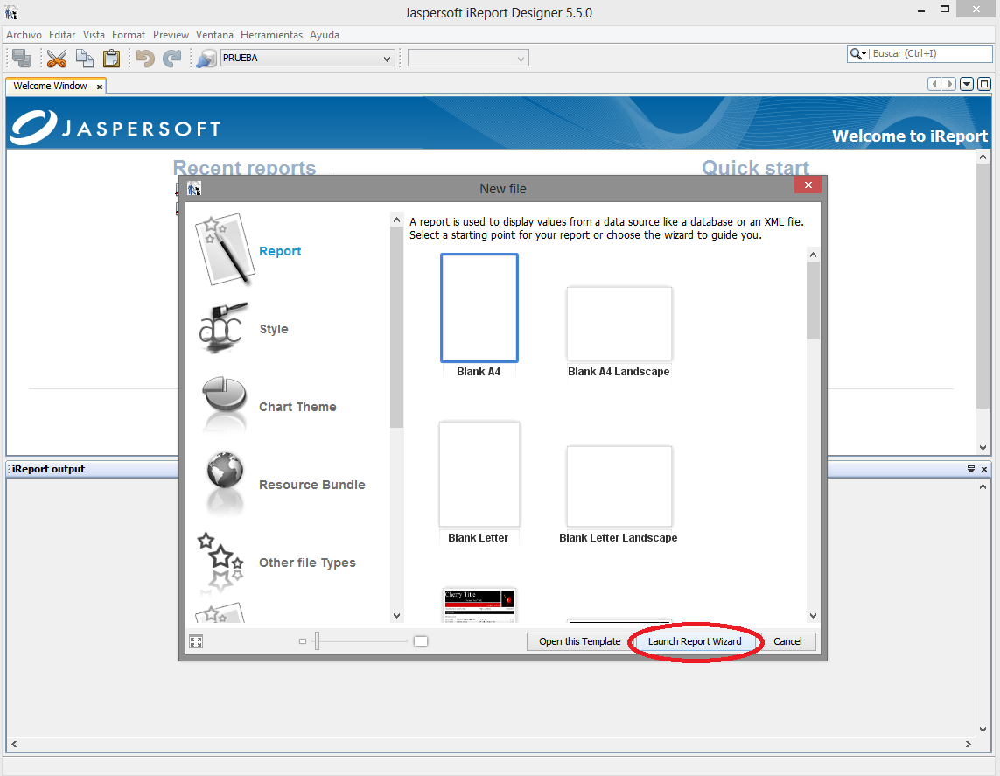 Jaspersoft iReport Designer 5.5.0
Archivo Editar Vista Format Preview Ventana Herramientas Ayuda
PRUEBA
Buscar (Ctrl+I)
Welcome Window
JASPERSOFT
Welcome to iReport
Recent reports
Quick start
New file
Report
Style
abc
Chart Theme
Resource Bundle
Other file Types
A report is used to display values from a data source like a database or an XML file.
Select a starting point for your report or choose the wizard to guide you.
Blank A4
Blank A4 Landscape
Blank Letter
Blank Letter Landscape
Cherry Title
Open this Template
Launch Report Wizard
Cancel
iReport output